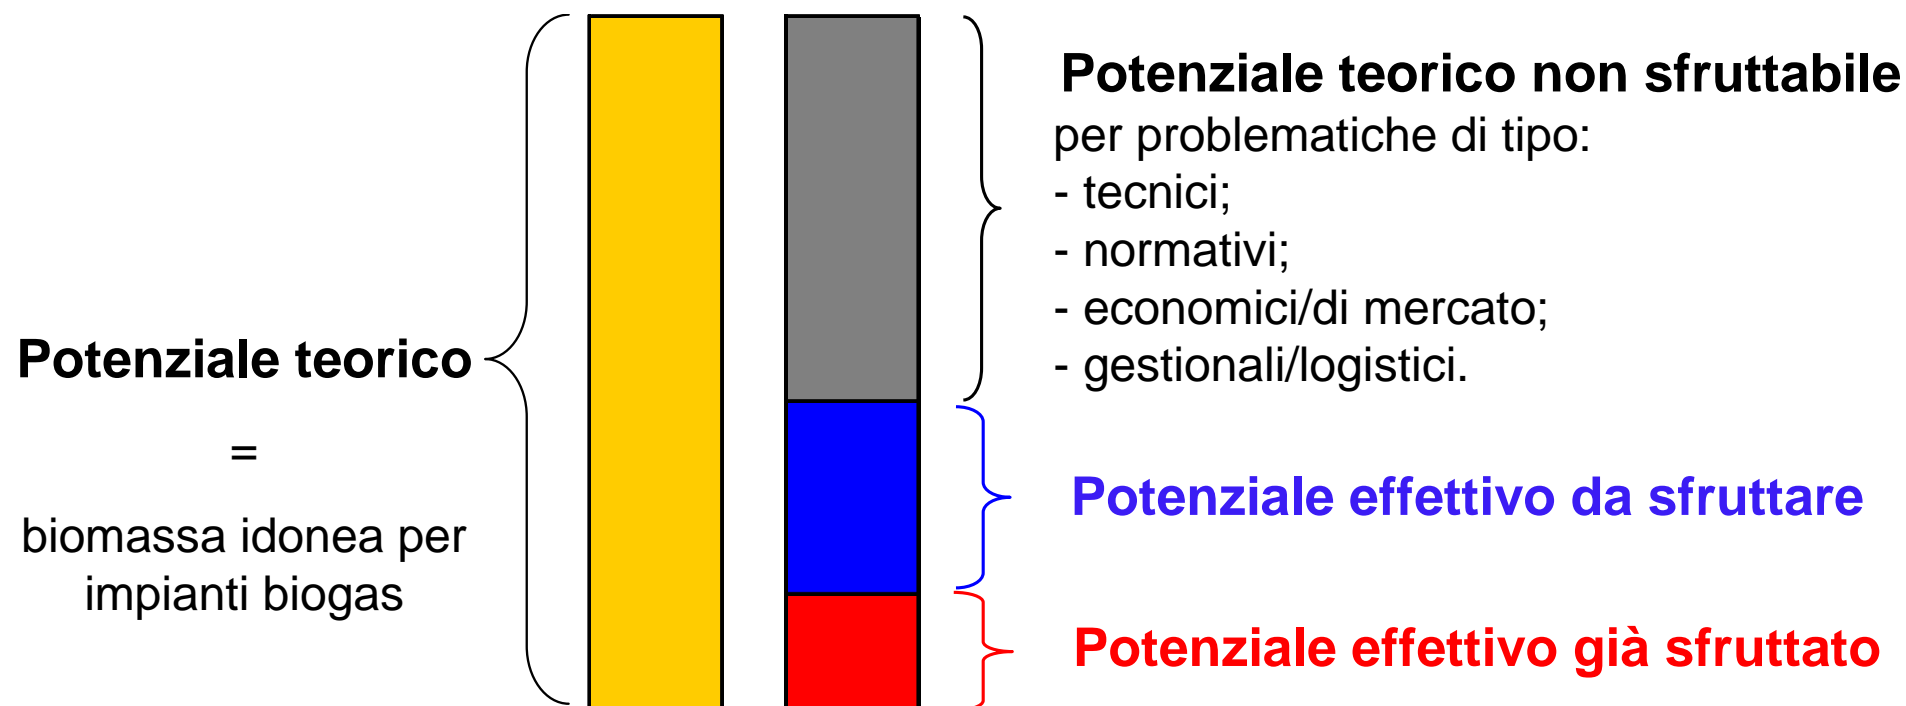 Potenziale teorico
=
biomassa idonea per
impianti biogas
Potenziale teorico non sfruttabile
per problematiche di tipo:
- tecnici;
- normativi;
- economici/di mercato;
- gestionali/logistici.
Potenziale effettivo da sfruttare
Potenziale effettivo già sfruttato